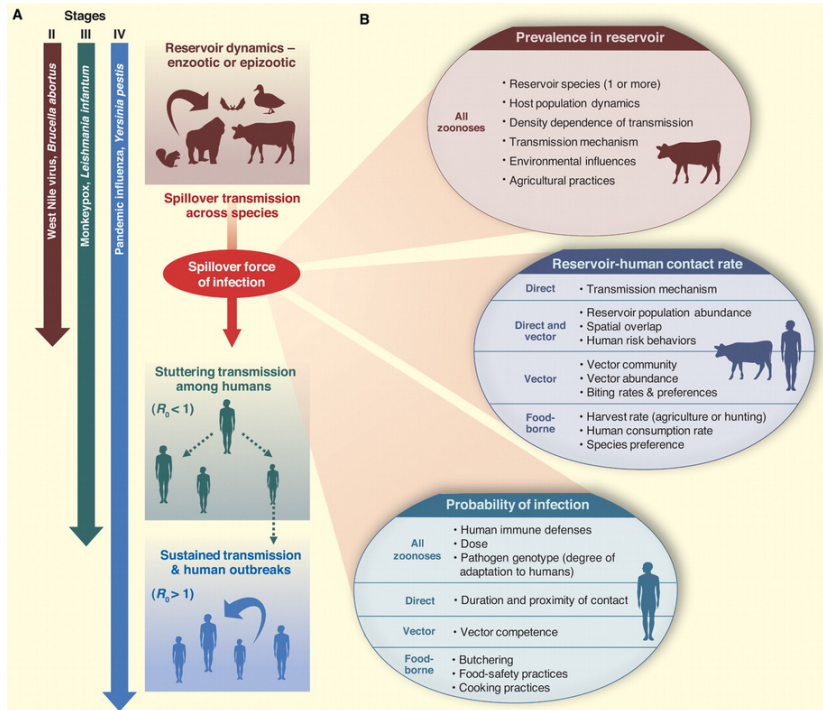 A
Stages
II
III
IV
West Nile virus, Brucella abortus
Monkeypox, Leishmania infantum
Pandemic influenza, Yersinia pestis
Reservoir dynamics –
enzootic or epizootic
Spillover transmission
across species
Spillover force
of infection
Stuttering transmission
among humans
(R0 < 1)
Sustained transmission
& human outbreaks
(R0 > 1)
B
Prevalence in reservoir
All
zoonoses
• Reservoir species (1 or more)
• Host population dynamics
• Density dependence of transmission
• Transmission mechanism
• Environmental influences
• Agricultural practices
Reservoir-human contact rate
Direct
• Transmission mechanism
Direct and
vector
• Reservoir population abundance
• Spatial overlap
• Human risk behaviors
Vector
• Vector community
• Vector abundance
• Biting rates & preferences
Food-
borne
• Harvest rate (agriculture or hunting)
• Human consumption rate
• Species preference
Probability of infection
All
zoonoses
• Human immune defenses
• Dose
• Pathogen genotype (degree of
adaptation to humans)
Direct
• Duration and proximity of contact
Vector
• Vector competence
Food-
borne
• Butchering
• Food-safety practices
• Cooking practices